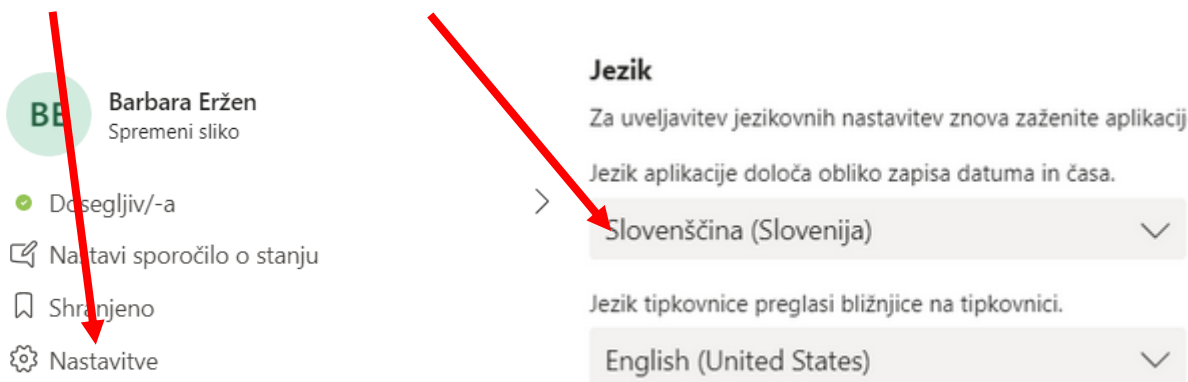 BE
Barbara Eržen
Spremeni sliko
Dosegljiv/-a
Nastavi sporočilo o stanju
Shranjeno
Nastavitve
Jezik
Za uveljavitev jezikovnih nastavitev znova zaženite aplikacij
Jezik aplikacije določa obliko zapisa datuma in časa.
Slovenščina (Slovenija)
Jezik tipkovnice preglasi bližnjice na tipkovnici.
English (United States)